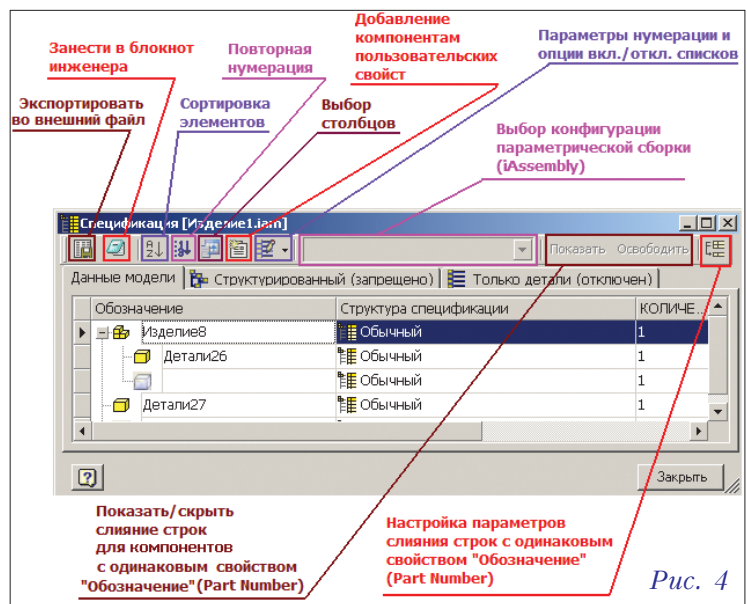 Добавление
компонентам
пользовательских
свойст
Параметры нумерации и
опции вкл./откл. списков
Занести в блокнот
инженера
Повторная
нумерация
Экспортировать
во внешний файл
Сортировка
элементов
Выбор
столбцов
Выбор конфигурации
параметрической сборки
(iAssembly)
Спецификация [Изделие1.iam]
Показать Освободить
Данные модели
Структурированный (запрещено)
Только детали (отключен)
Обозначение
Структура спецификации
КОЛИЧЕ...
Изделие8
Обычный
1
Детали26
Обычный
1
Обычный
1
Детали27
Обычный
1
Закрыть
Показать/скрыть
слияние строк
для компонентов
с одинаковым свойством
"Обозначение"(Part Number)
Настройка параметров
слияния строк с одинаковым
свойством "Обозначение"
(Part Number)
Рис. 4